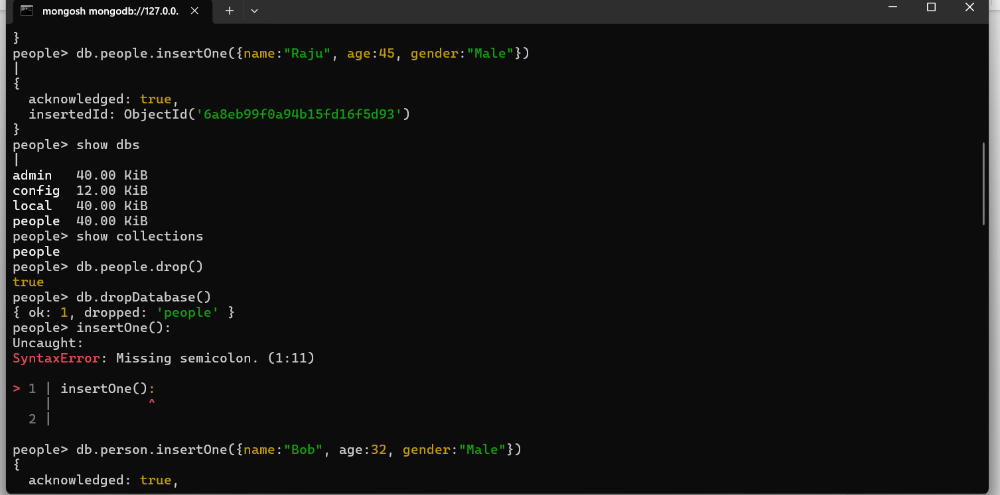 mongosh mongodb://127.0.0.
}
people> db.people.insertOne({name:"Raju", age:45, gender:"Male"})
|
{
  acknowledged: true,
  insertedId: ObjectId('6a8eb99f0a94b15fd16f5d93')
}
people> show dbs
|
admin   40.00 KiB
config  12.00 KiB
local   40.00 KiB
people  40.00 KiB
people> show collections
people
people> db.people.drop()
true
people> db.dropDatabase()
{ ok: 1, dropped: 'people' }
people> insertOne():
Uncaught:
SyntaxError: Missing semicolon. (1:11)
> 1 | insertOne():
    |            ^
  2 |
people> db.person.insertOne({name:"Bob", age:32, gender:"Male"})
{
  acknowledged: true,